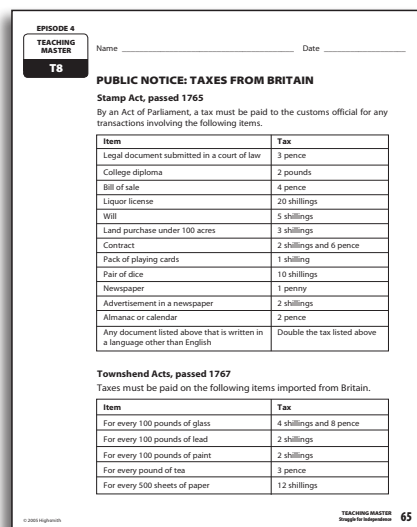 EPISODE 4
TEACHING
MASTER
T8
Name Date
PUBLIC NOTICE: TAXES FROM BRITAIN
Stamp Act, passed 1765
By an Act of Parliament, a tax must be paid to the customs official for any
transactions involving the following items.
Item Tax
Legal document submitted in a court of law 3 pence
College diploma 2 pounds
Bill of sale 4 pence
Liquor license 20 shillings
Will 5 shillings
Land purchase under 100 acres 3 shillings
Contract 2 shillings and 6 pence
Pack of playing cards 1 shilling
Pair of dice 10 shillings
Newspaper 1 penny
Advertisement in a newspaper 2 shillings
Almanac or calendar 2 pence
Any document listed above that is written in Double the tax listed above
a language other than English
Townshend Acts, passed 1767
Taxes must be paid on the following items imported from Britain.
Item Tax
For every 100 pounds of glass 4 shillings and 8 pence
For every 100 pounds of lead 2 shillings
For every 100 pounds of paint 2 shillings
For every pound of tea 3 pence
For every 500 sheets of paper 12 shillings
© 2005 Highsmith
TEACHING MASTER
Struggle for Independence 65